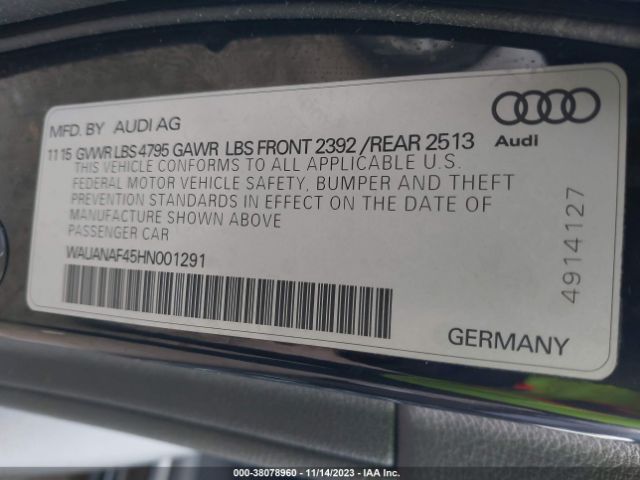 MFD. BY AUDI AG
11 15 GVWR LBS 4795 GAWR LBS FRONT 2392 / REAR 2513
THIS VEHICLE CONFORMS TO ALL APPLICABLE U.S.
FEDERAL MOTOR VEHICLE SAFETY, BUMPER AND THEFT
PREVENTION STANDARDS IN EFFECT ON THE DATE OF
MANUFACTURE SHOWN ABOVE
PASSENGER CAR
WAUANAF45HN001291
Audi
4914127
GERMANY
000-38078960 - 11/14/2023 - IAA Inc.